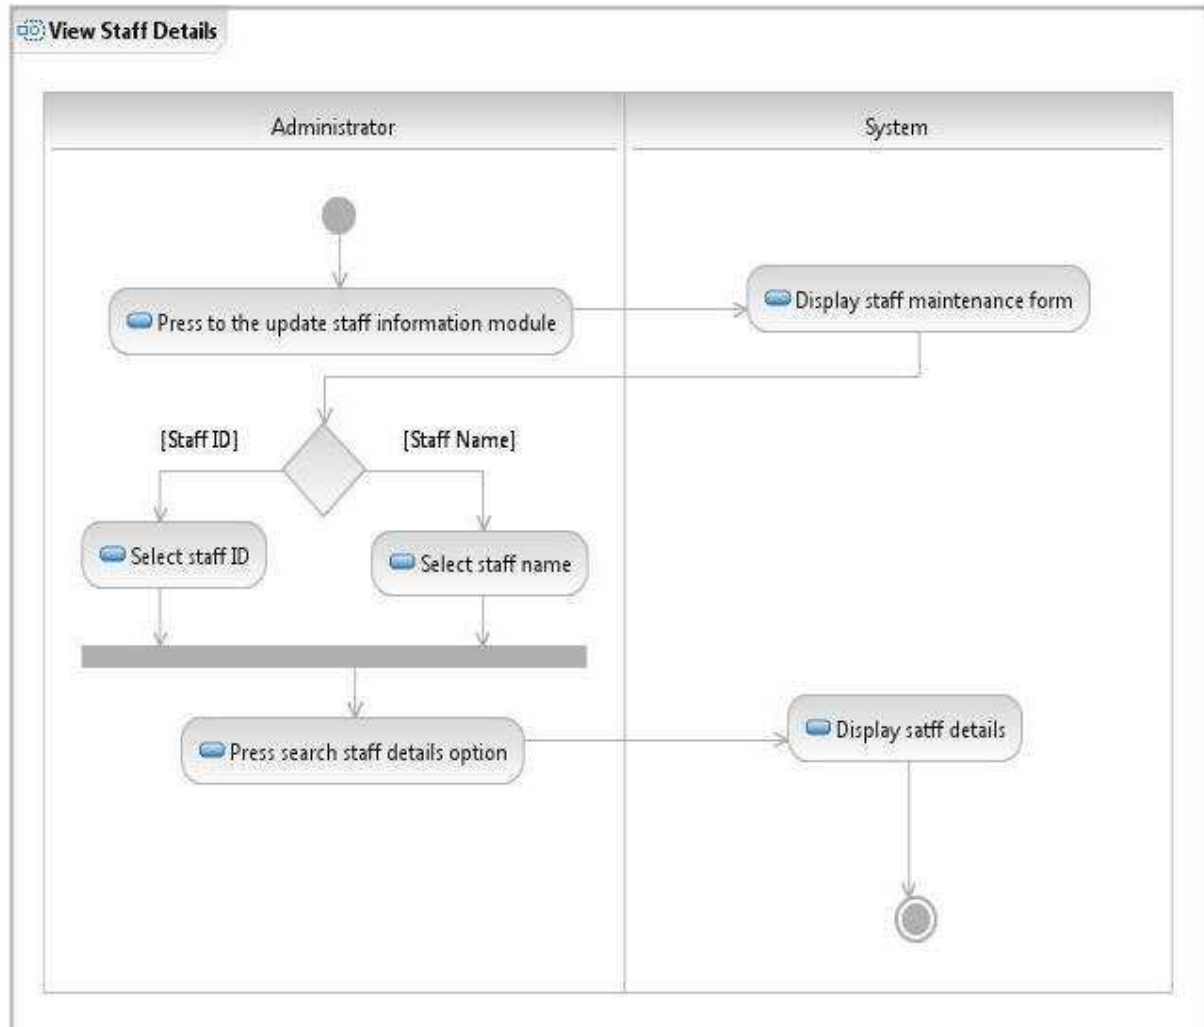 View Staff Details
Administrator
System
Press to the update staff information module
Display staff maintenance form
[Staff ID]
[Staff Name]
Select staff ID
Select staff name
Press search staff details option
Display satff details